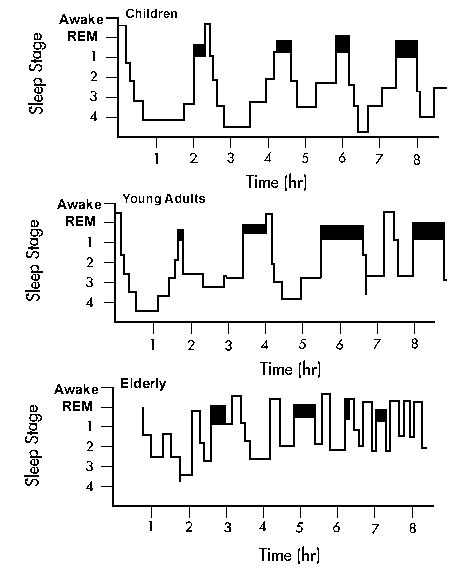 Children
Awake
REM
1
2
3
4
Sleep Stage
1 2 3 4 5 6 7 8
Time (hr)
Young Adults
Awake
REM
1
2
3
4
Sleep Stage
1 2 3 4 5 6 7 8
Time (hr)
Elderly
Awake
REM
1
2
3
4
Sleep Stage
1 2 3 4 5 6 7 8
Time (hr)